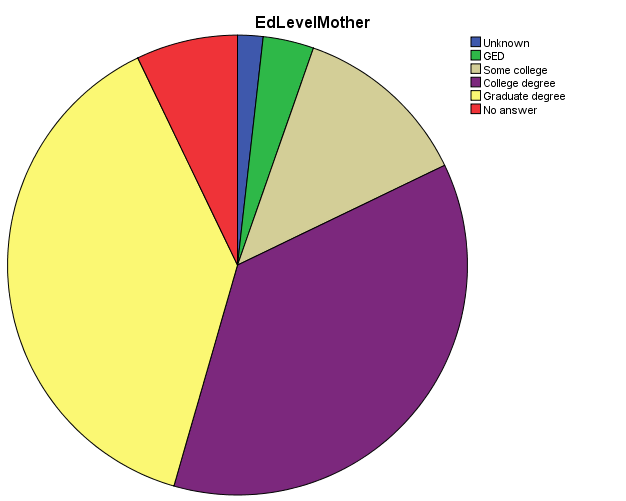 EdLevelMother
Unknown
GED
Some college
College degree
Graduate degree
No answer